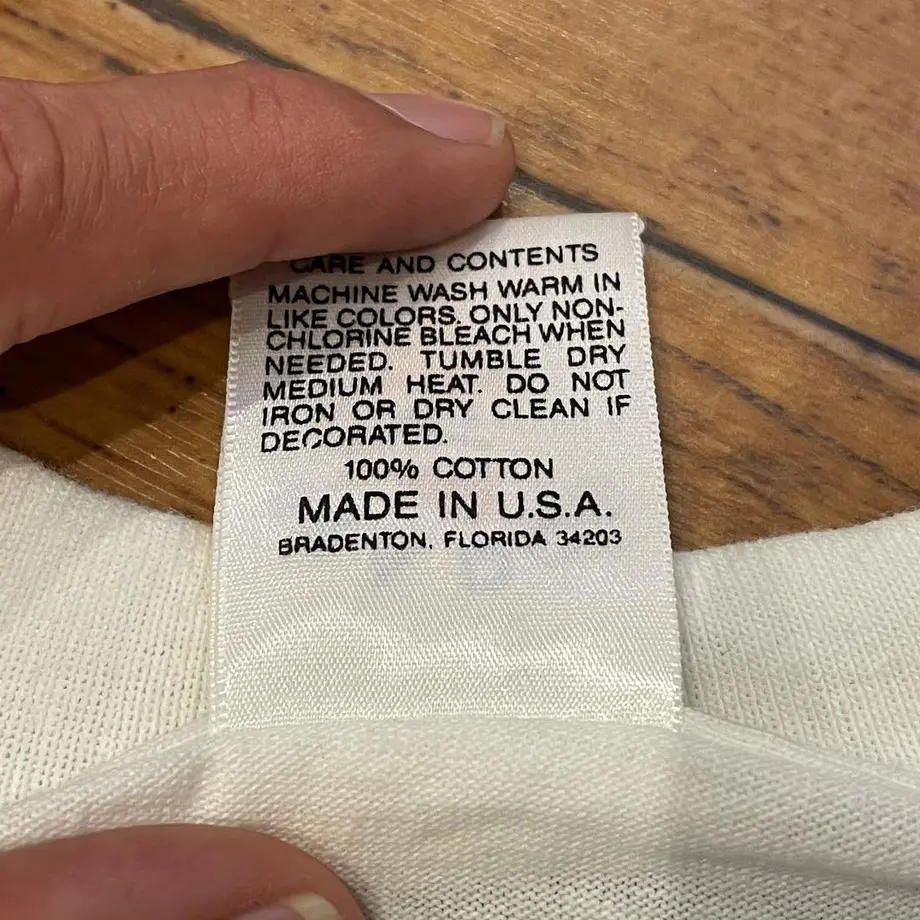 CARE AND CONTENTS
MACHINE WASH WARM IN
LIKE COLORS. ONLY NON-
CHLORINE BLEACH WHEN
NEEDED. TUMBLE DRY
MEDIUM HEAT. DO NOT
IRON OR DRY CLEAN IF
DECORATED.
100% COTTON
MADE IN U.S.A.
BRADENTON, FLORIDA 34203